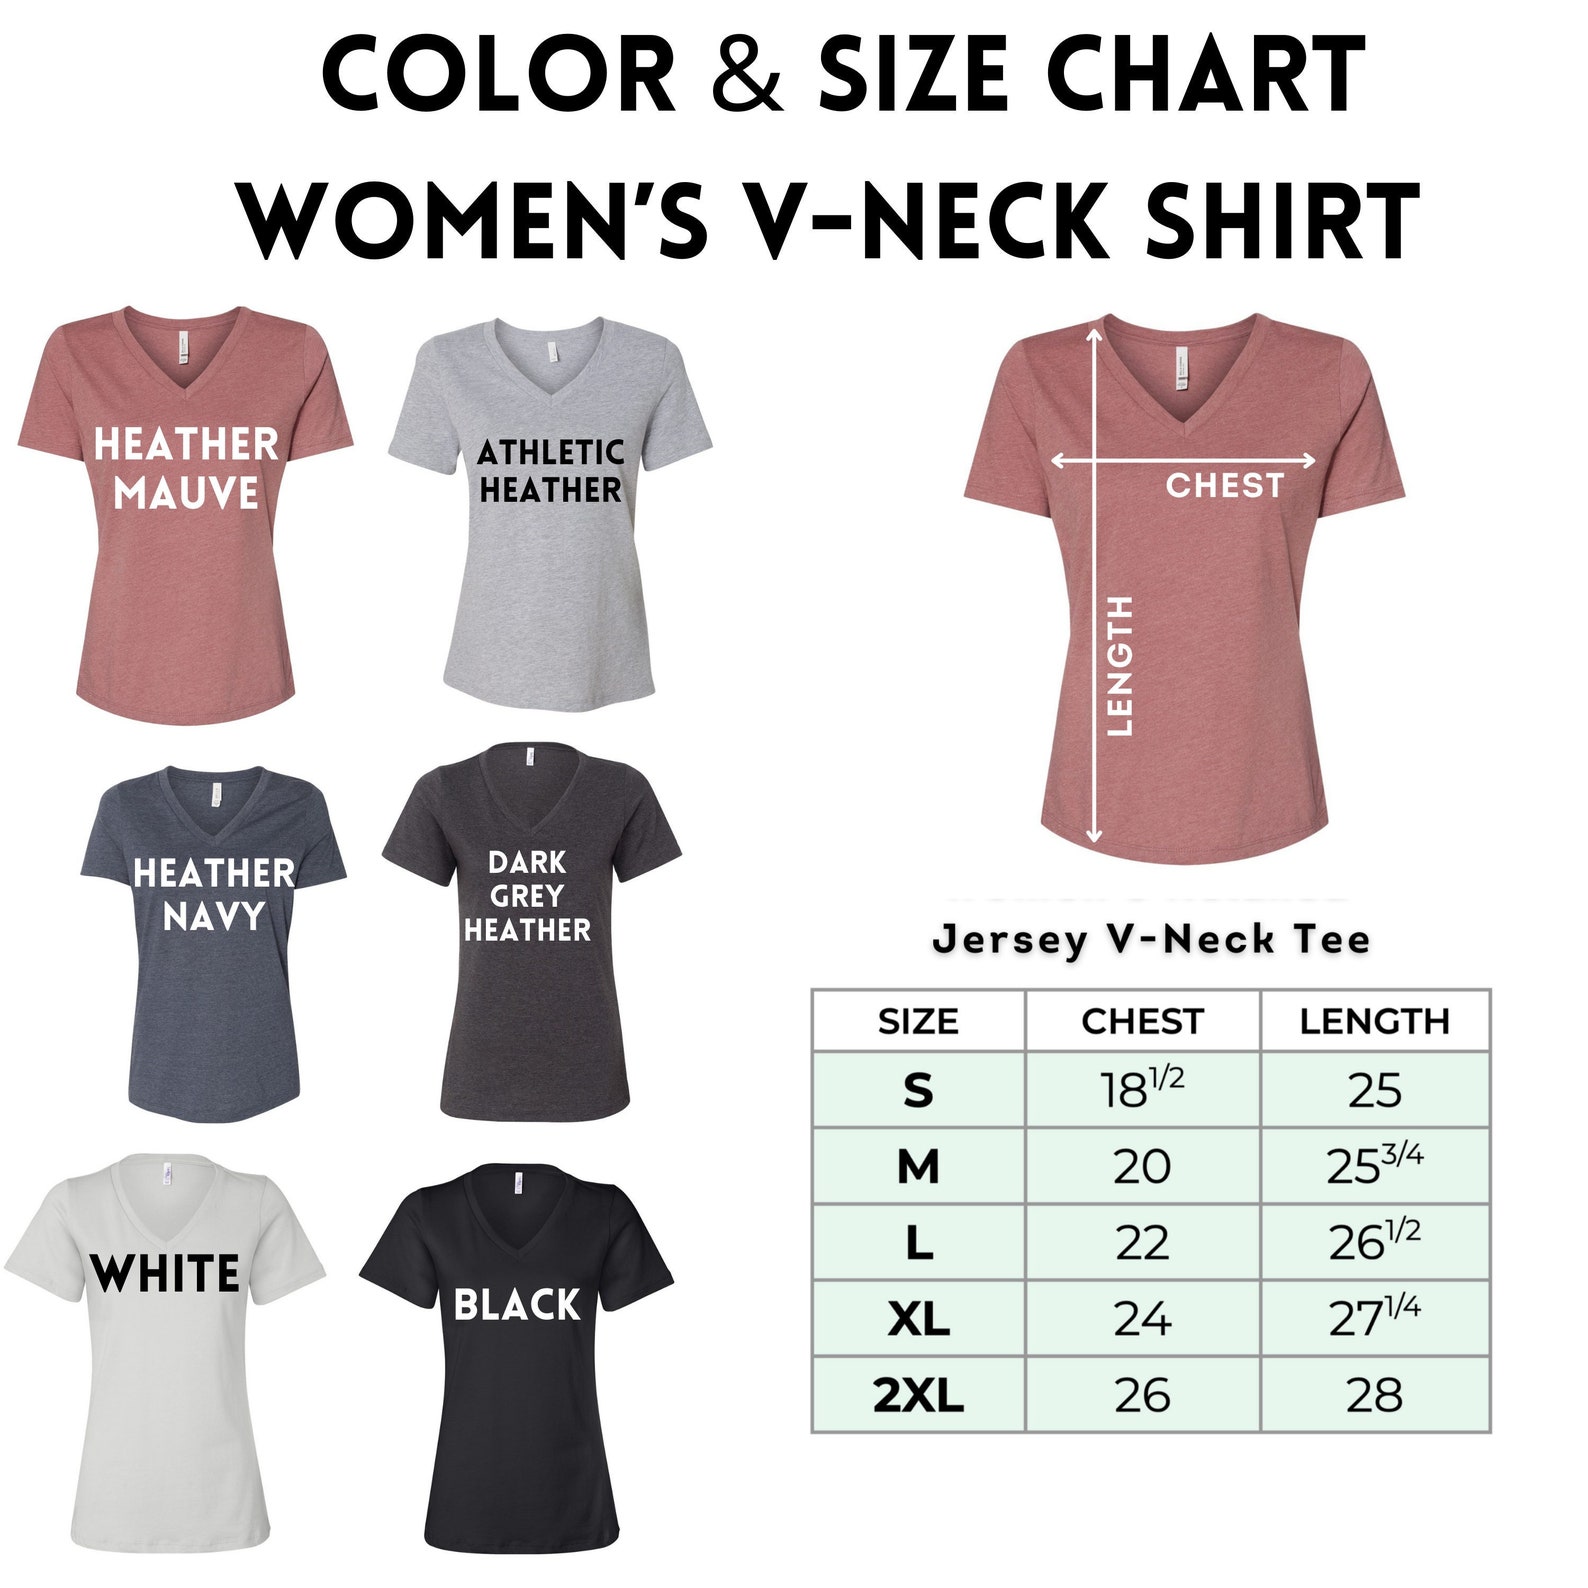 COLOR & SIZE CHART
WOMEN'S V-NECK SHIRT
HEATHER
MAUVE
ATHLETIC
HEATHER
HEATHER
NAVY
DARK
GREY
HEATHER
WHITE
BLACK
CHEST
LENGTH
Jersey V-Neck Tee
SIZE CHEST LENGTH
S 18 1/2 25
M 20 25 3/4
L 22 26 1/2
XL 24 27 1/4
2XL 26 28